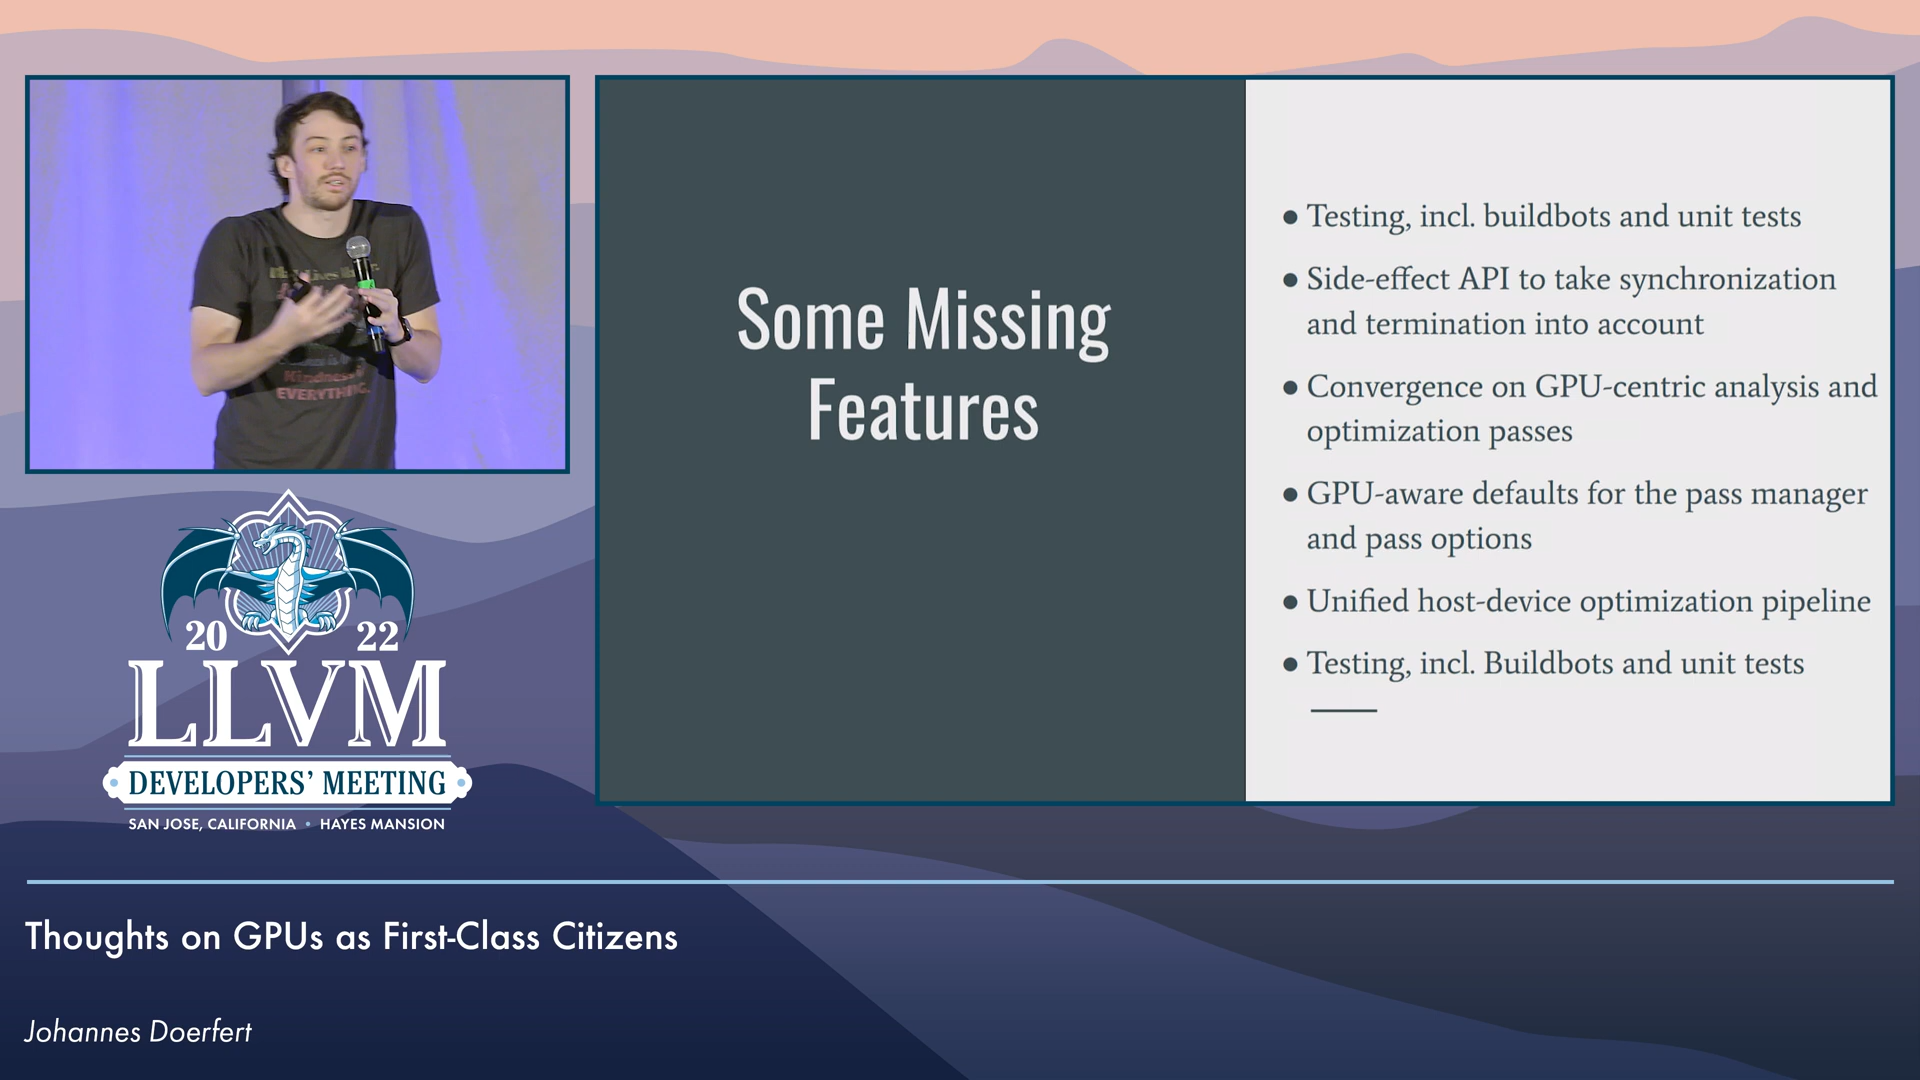 Some Missing
Features
● Testing, incl. buildbots and unit tests
● Side-effect API to take synchronization
and termination into account
● Convergence on GPU-centric analysis and
optimization passes
● GPU-aware defaults for the pass manager
and pass options
● Unified host-device optimization pipeline
● Testing, incl. Buildbots and unit tests
Kindness
EVERYTHING.
20 22
LLVM
DEVELOPERS’ MEETING
SAN JOSE, CALIFORNIA • HAYES MANSION
Thoughts on GPUs as First-Class Citizens
Johannes Doerfert